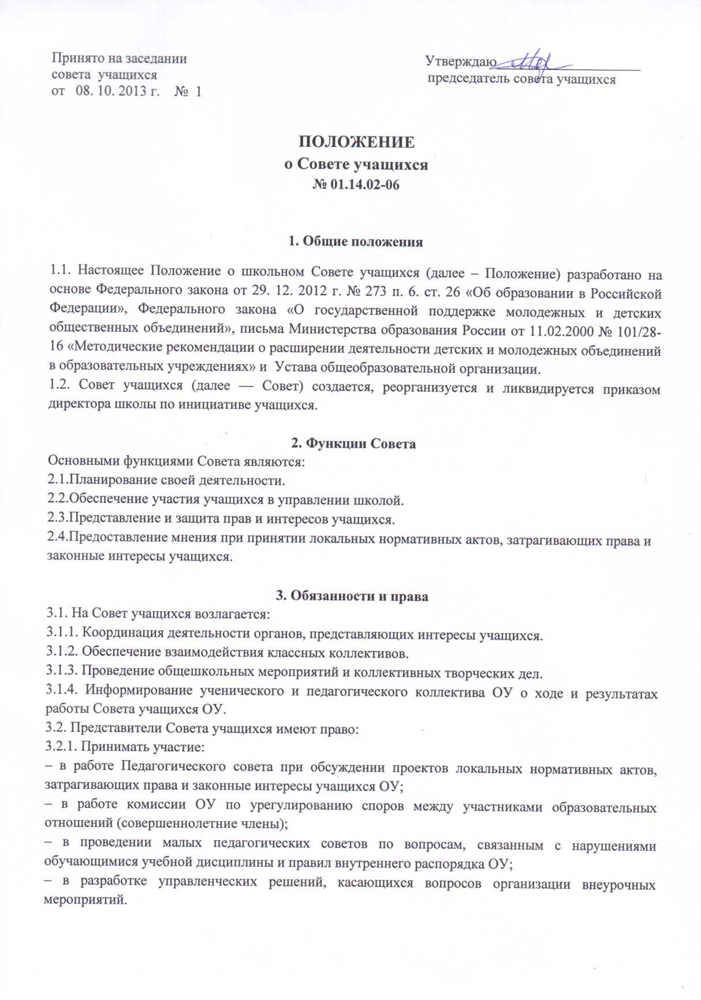 Принято на заседании
совета  учащихся
от   08. 10. 2013 г.    №  1
Утверждаю
председатель совета учащихся
ПОЛОЖЕНИЕ
о Совете учащихся
№ 01.14.02-06
1. Общие положения
1.1. Настоящее Положение о школьном Совете учащихся (далее – Положение) разработано на
основе Федерального закона от 29. 12. 2012 г. № 273 п. 6. ст. 26 «Об образовании в Российской
Федерации», Федерального закона «О государственной поддержке молодежных и детских
общественных объединений», письма Министерства образования России от 11.02.2000 № 101/28-
16 «Методические рекомендации о расширении деятельности детских и молодежных объединений
в образовательных учреждениях» и  Устава общеобразовательной организации.
1.2. Совет учащихся (далее — Совет) создается, реорганизуется и ликвидируется приказом
директора школы по инициативе учащихся.
2. Функции Совета
Основными функциями Совета являются:
2.1.Планирование своей деятельности.
2.2.Обеспечение участия учащихся в управлении школой.
2.3.Представление и защита прав и интересов учащихся.
2.4.Предоставление мнения при принятии локальных нормативных актов, затрагивающих права и
законные интересы учащихся.
3. Обязанности и права
3.1. На Совет учащихся возлагается:
3.1.1. Координация деятельности органов, представляющих интересы учащихся.
3.1.2. Обеспечение взаимодействия классных коллективов.
3.1.3. Проведение общешкольных мероприятий и коллективных творческих дел.
3.1.4. Информирование ученического и педагогического коллектива ОУ о ходе и результатах
работы Совета учащихся ОУ.
3.2. Представители Совета учащихся имеют право:
3.2.1. Принимать участие:
– в работе Педагогического совета при обсуждении проектов локальных нормативных актов,
затрагивающих права и законные интересы учащихся ОУ;
– в работе комиссии ОУ по урегулированию споров между участниками образовательных
отношений (совершеннолетние члены);
– в проведении малых педагогических советов по вопросам, связанным с нарушениями
обучающимися учебной дисциплины и правил внутреннего распорядка ОУ;
– в разработке управленческих решений, касающихся вопросов организации внеурочных
мероприятий.